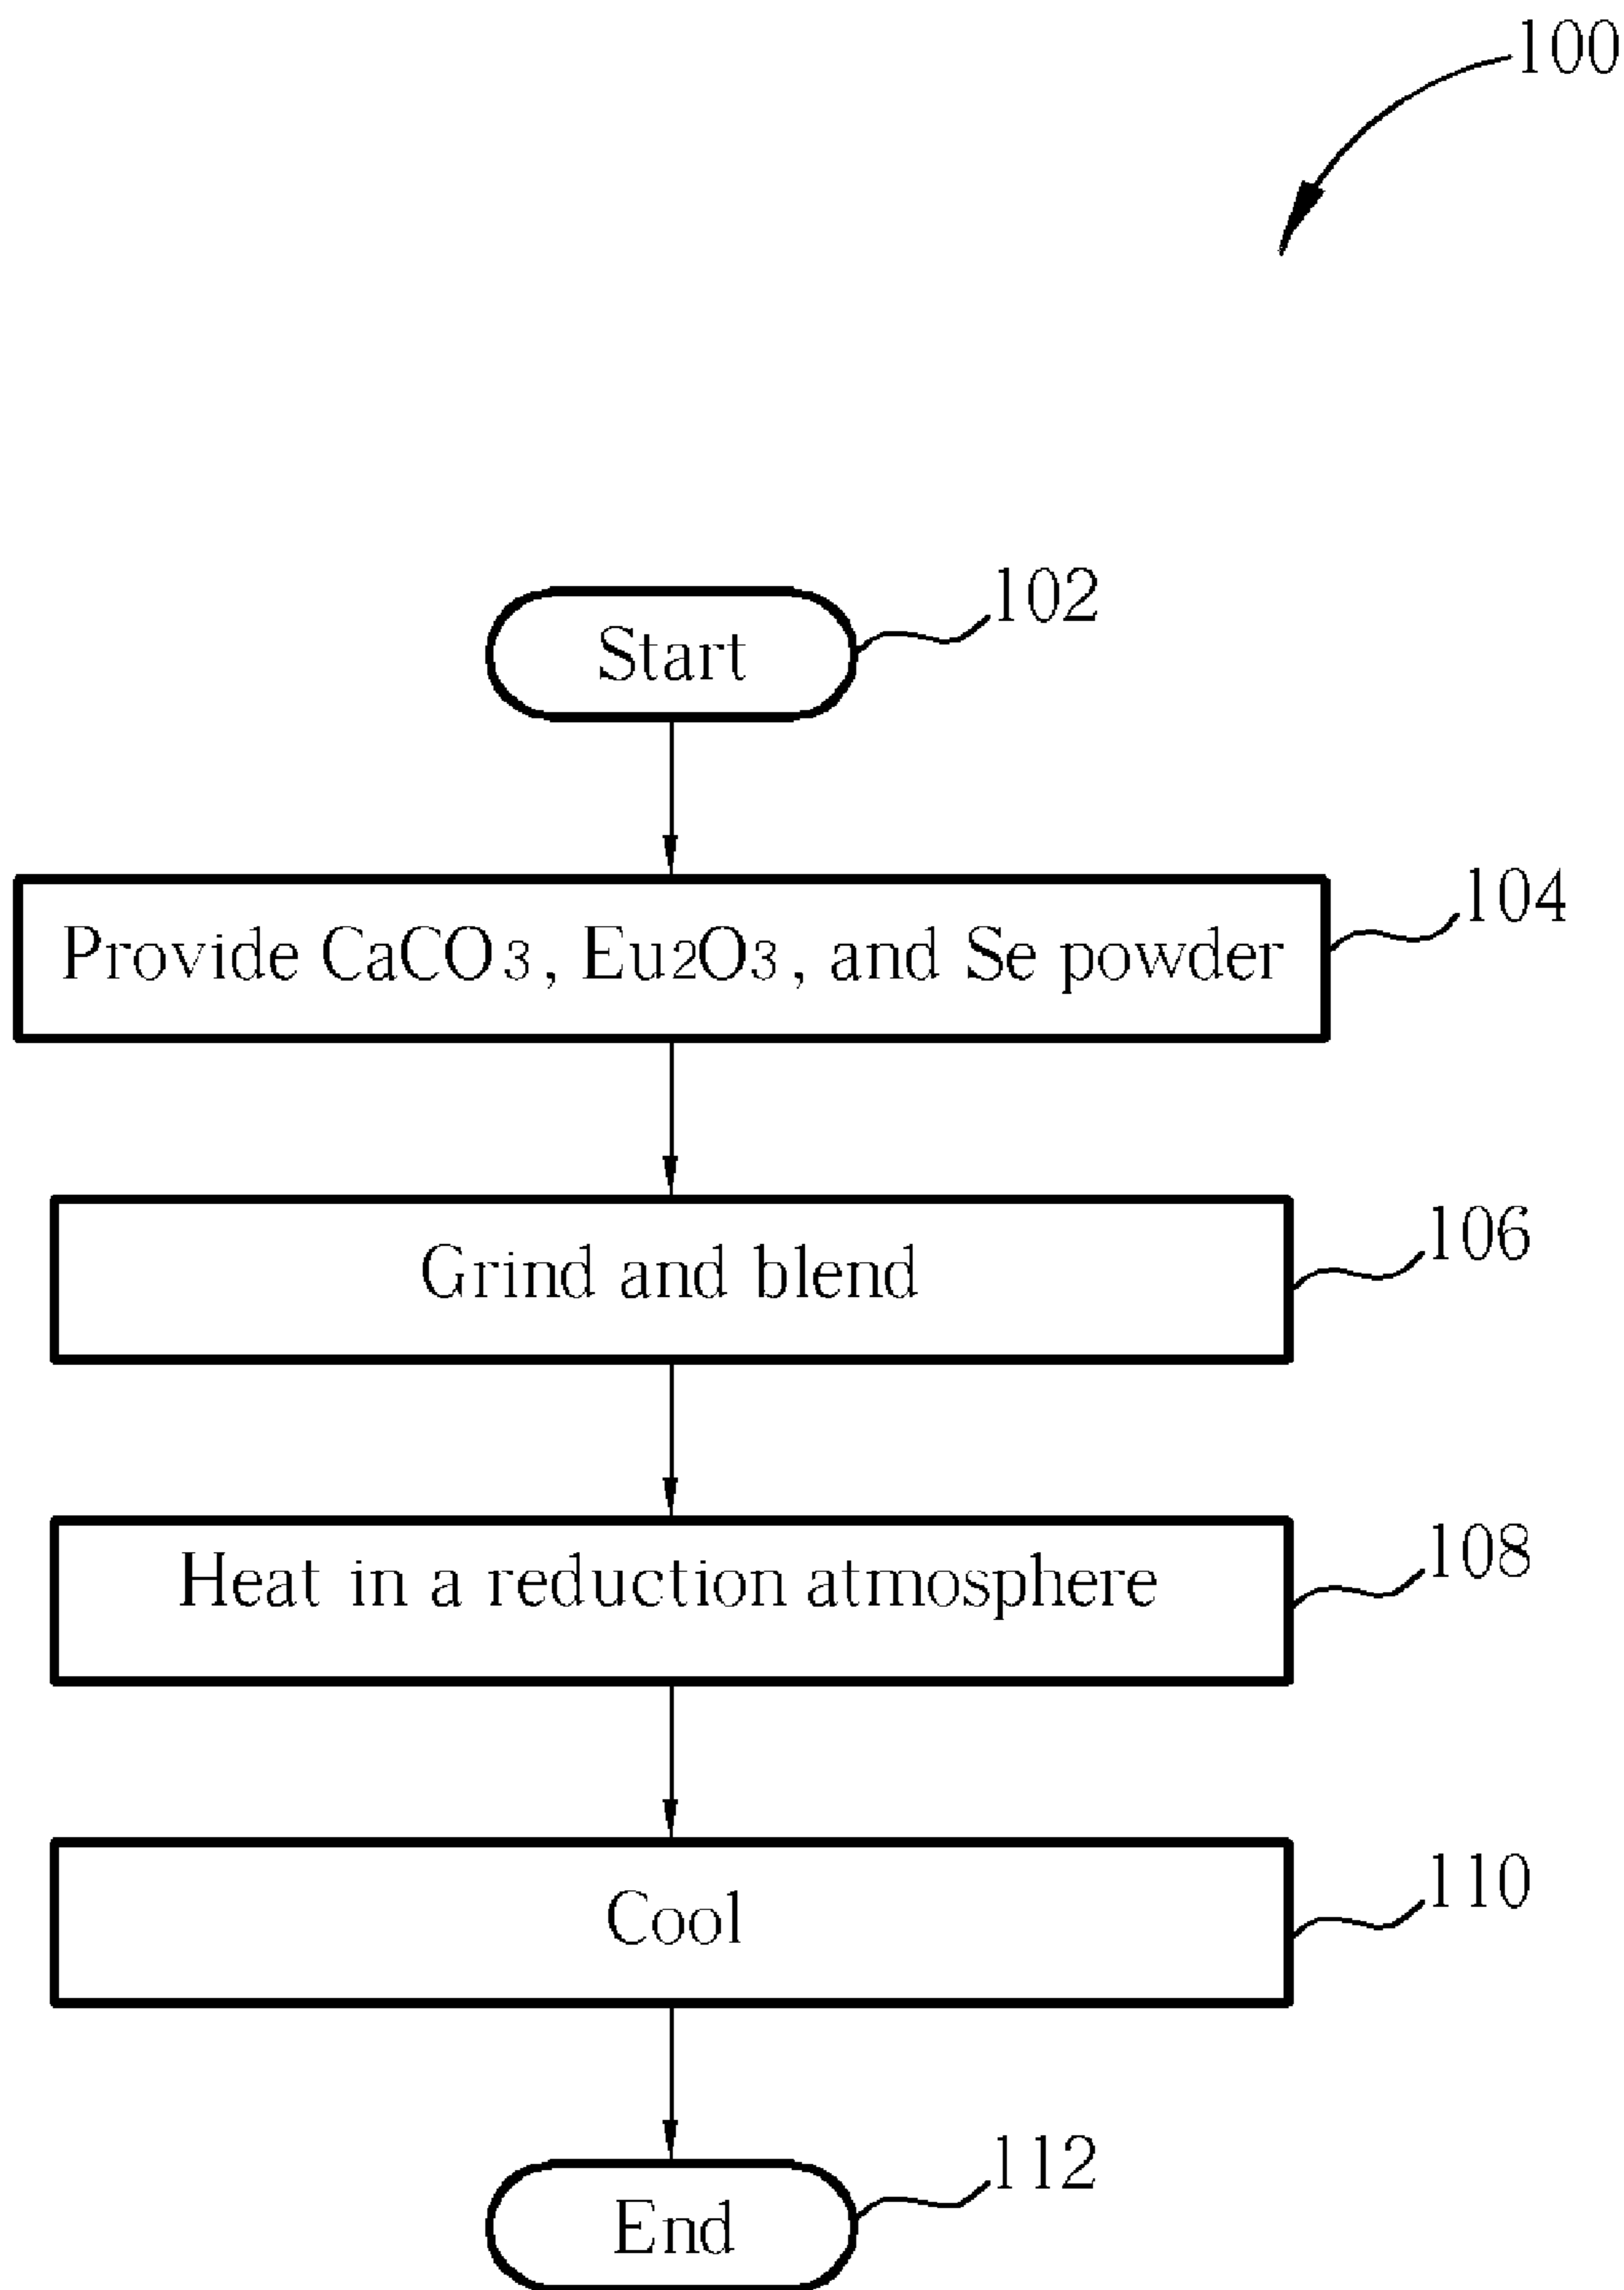 100
Start
102
Provide CaCO₃, Eu₂O₃, and Se powder
104
Grind and blend
106
Heat in a reduction atmosphere
108
Cool
110
End
112